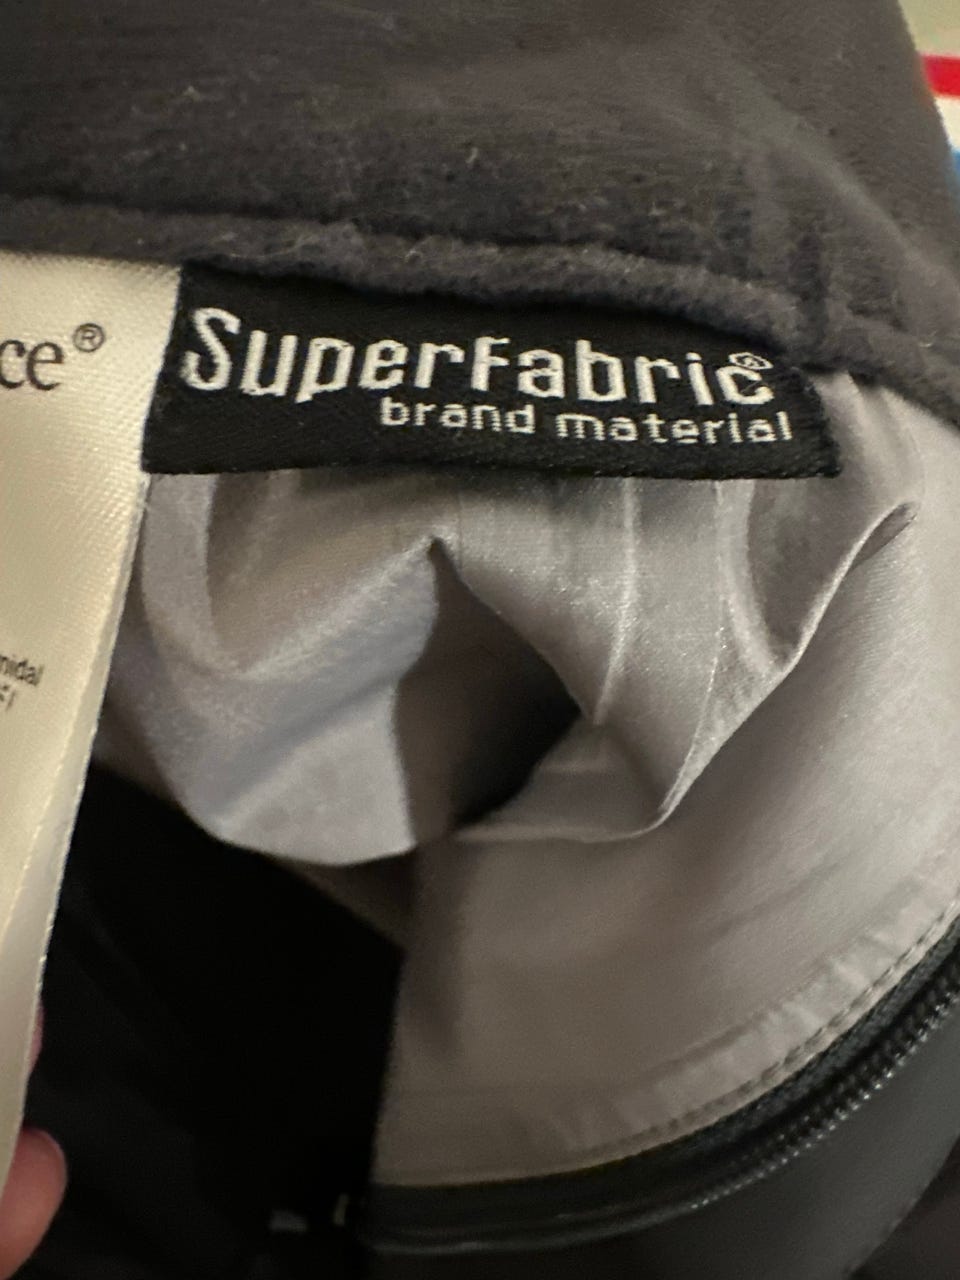 ce®
SuperFabric®
brand material